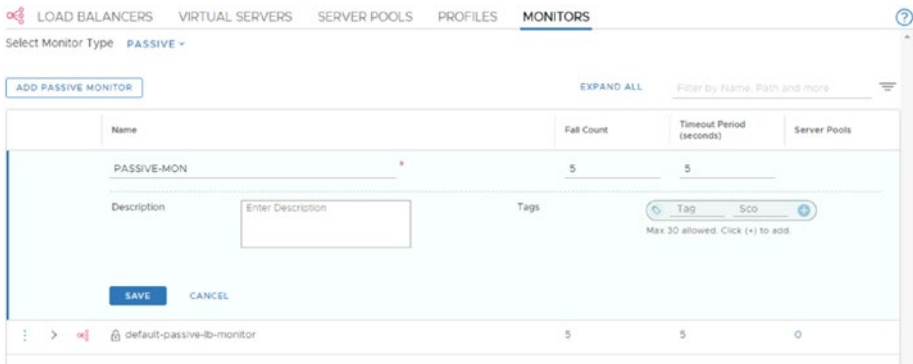 LOAD BALANCERS VIRTUAL SERVERS SERVER POOLS PROFILES MONITORS ?
Select Monitor Type PASSIVE
ADD PASSIVE MONITOR EXPAND ALL Filter by Name, Path and more
Name Fall Count Timeout Period (seconds) Server Pools
PASSIVE-MON * 5 5
Description Enter Description Tags Tag Sco
Max 30 allowed. Click (+) to add.
SAVE CANCEL
default-passive-lb-monitor 5 5 0